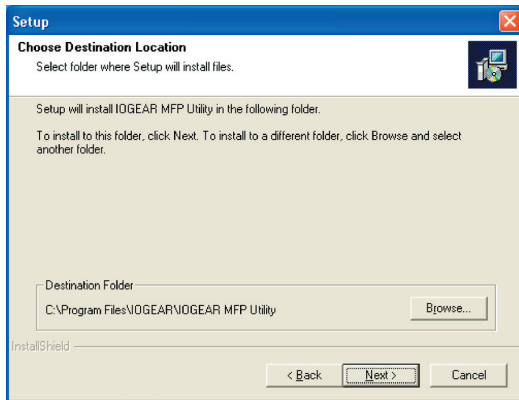 Setup
Choose Destination Location
Select folder where Setup will install files.
Setup will install IOGEAR MFP Utility in the following folder.
To install to this folder, click Next. To install to a different folder, click Browse and select
another folder.
Destination Folder
C:\Program Files\IOGEAR\IOGEAR MFP Utility
Browse...
InstallShield
< Back
Next >
Cancel